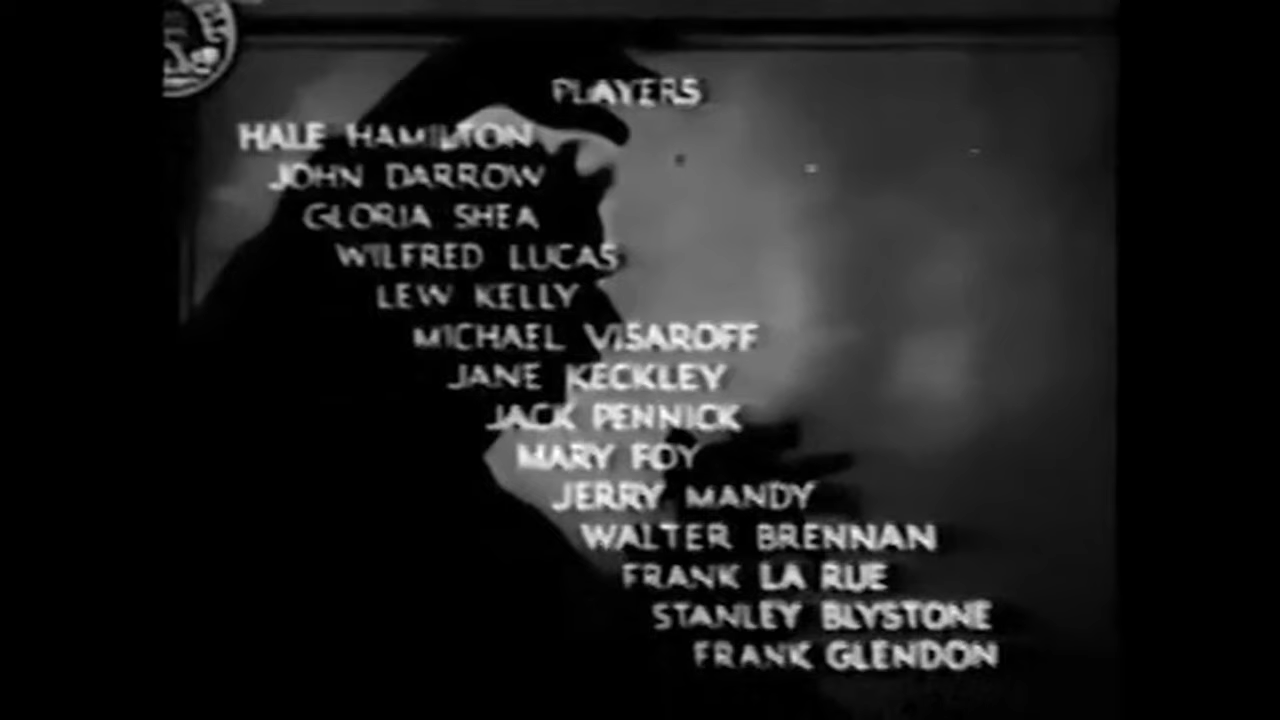 PLAYERS
HALE HAMILTON
JOHN DARROW
GLORIA SHEA
WILFRED LUCAS
LEW KELLY
MICHAEL VISAROFF
JANE KECKLEY
JACK PENNICK
MARY FOY
JERRY MANDY
WALTER BRENNAN
FRANK LA RUE
STANLEY BLYSTONE
FRANK GLENDON